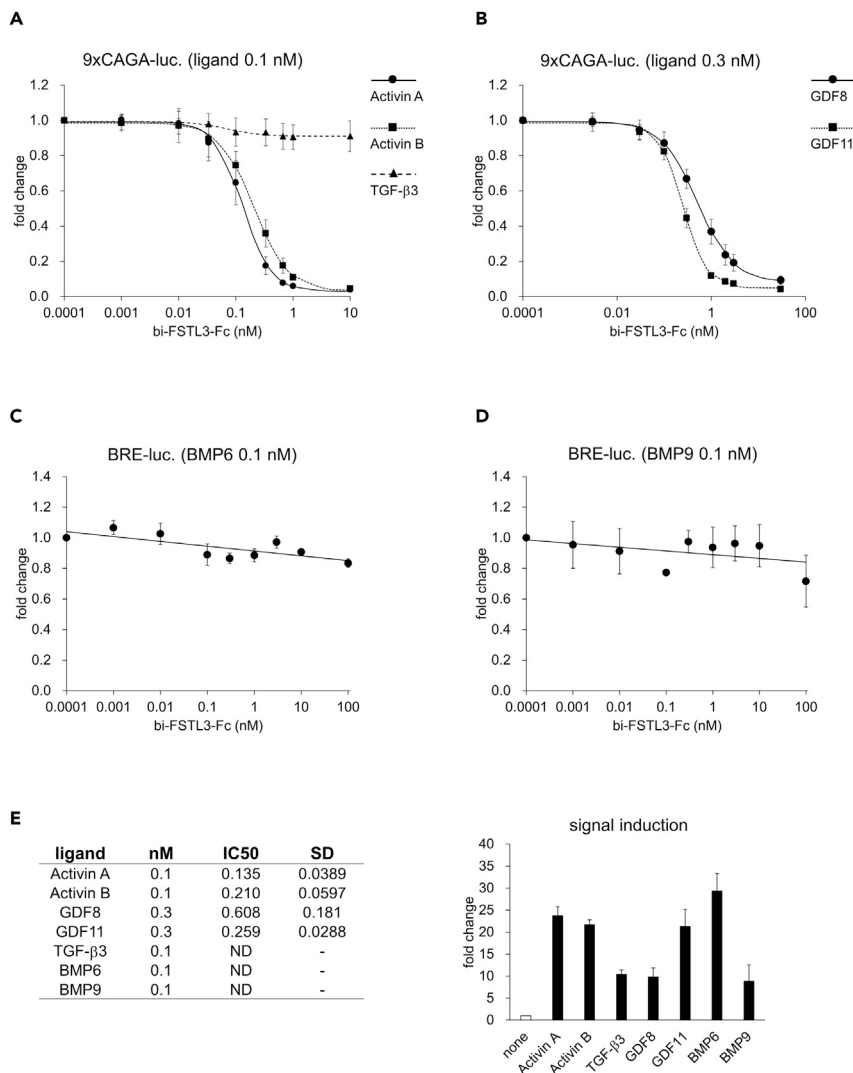 A
9xCAGA-luc. (ligand 0.1 nM)
fold change
1.2
1.0
0.8
0.6
0.4
0.2
0.0
0.0001 0.001 0.01 0.1 1 10
bi-FSTL3-Fc (nM)
Activin A
Activin B
TGF-β3
B
9xCAGA-luc. (ligand 0.3 nM)
fold change
1.2
1.0
0.8
0.6
0.4
0.2
0.0
0.0001 0.01 1 100
bi-FSTL3-Fc (nM)
GDF8
GDF11
C
BRE-luc. (BMP6 0.1 nM)
fold change
1.4
1.2
1.0
0.8
0.6
0.4
0.2
0.0
0.0001 0.001 0.01 0.1 1 10 100
bi-FSTL3-Fc (nM)
D
BRE-luc. (BMP9 0.1 nM)
fold change
1.4
1.2
1.0
0.8
0.6
0.4
0.2
0.0
0.0001 0.001 0.01 0.1 1 10 100
bi-FSTL3-Fc (nM)
E
ligand nM IC50 SD
Activin A 0.1 0.135 0.0389
Activin B 0.1 0.210 0.0597
GDF8 0.3 0.608 0.181
GDF11 0.3 0.259 0.0288
TGF-β3 0.1 ND -
BMP6 0.1 ND -
BMP9 0.1 ND -
signal induction
fold change
40
35
30
25
20
15
10
5
0
none Activin A Activin B TGF-β3 GDF8 GDF11 BMP6 BMP9